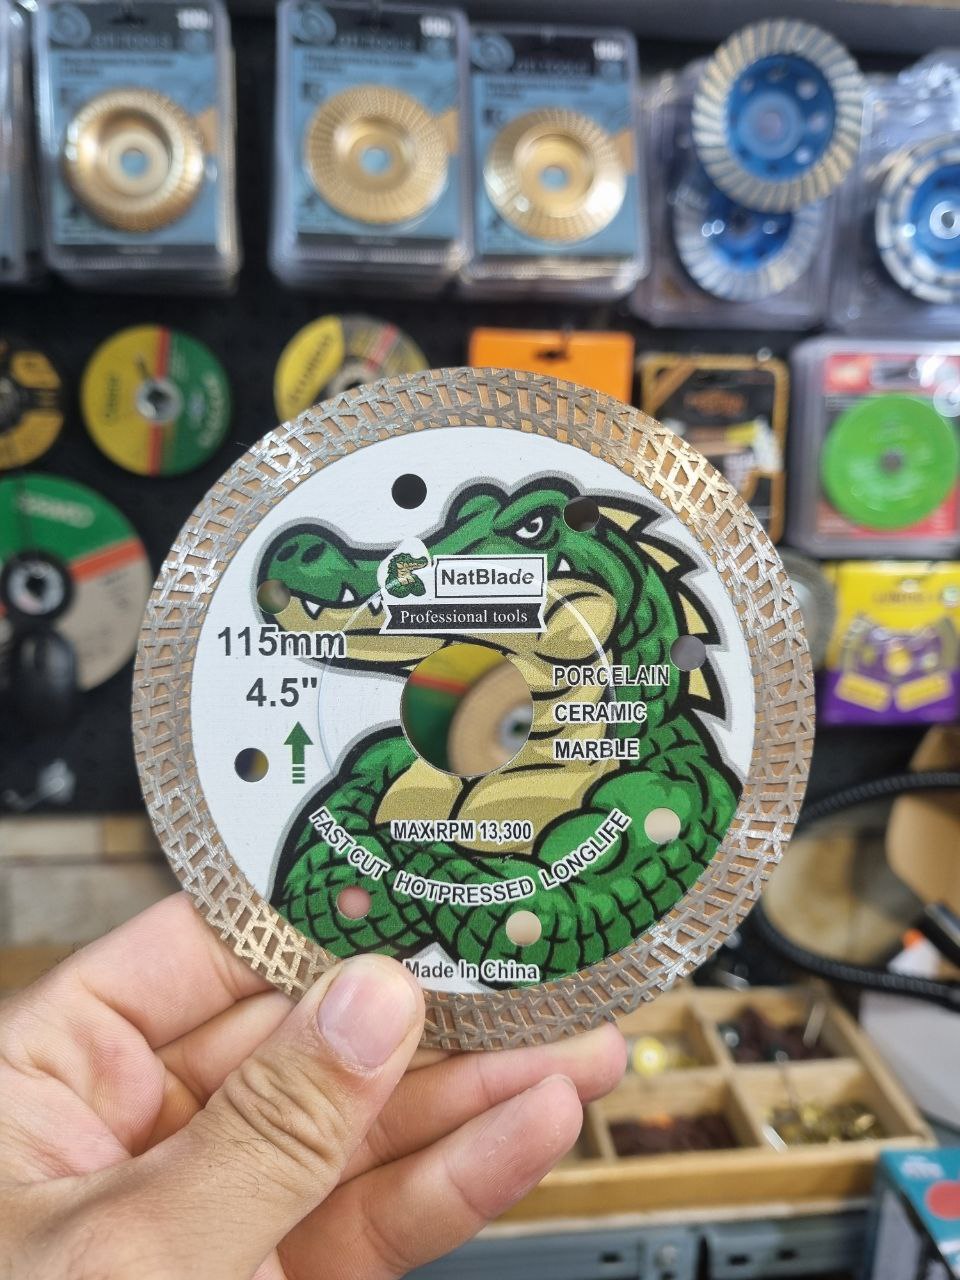 NatBlade
Professional tools
115mm
4.5"
PORCELAIN
CERAMIC
MARBLE
MAX RPM 13,300
FAST CUT HOTPRESSED LONGLIFE
Made In China